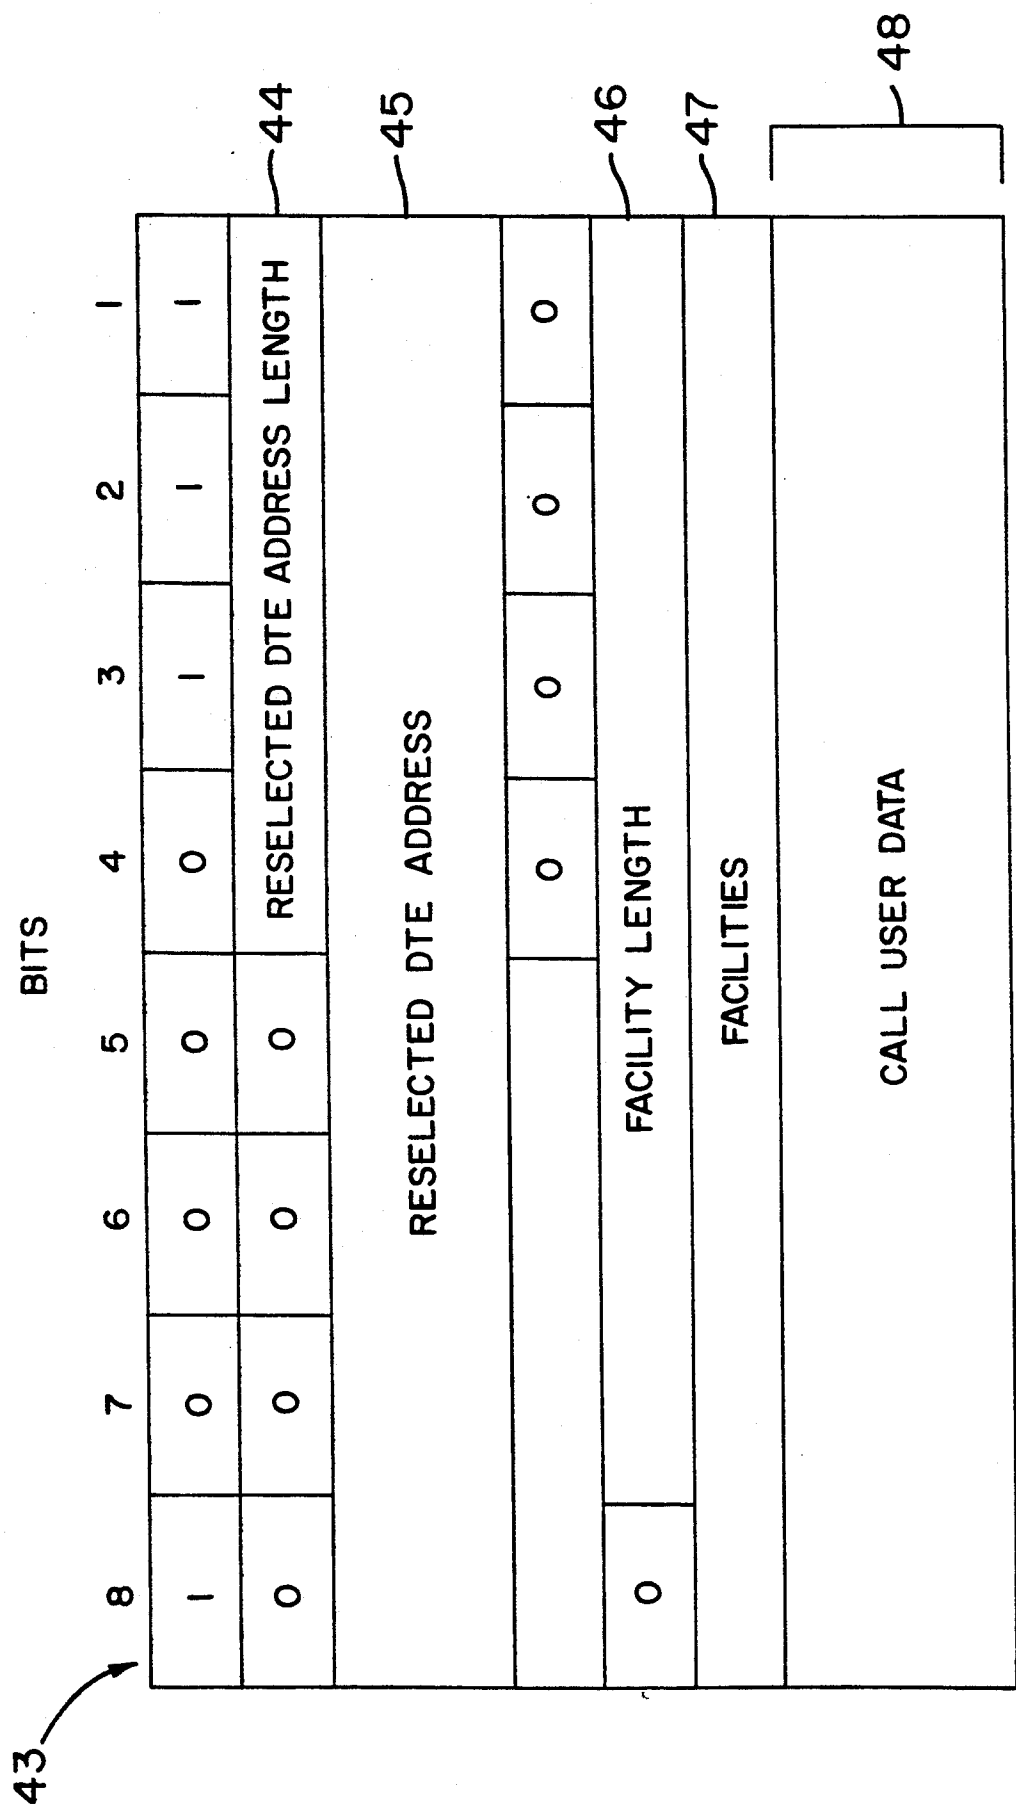 BITS
8 7 6 5 4 3 2 1
43
1 0 0 0 0 1 1 1
0 0 0 0 RESELECTED DTE ADDRESS LENGTH 44
RESELECTED DTE ADDRESS 45
0 0 0 0
0 FACILITY LENGTH 46
FACILITIES 47
CALL USER DATA 48